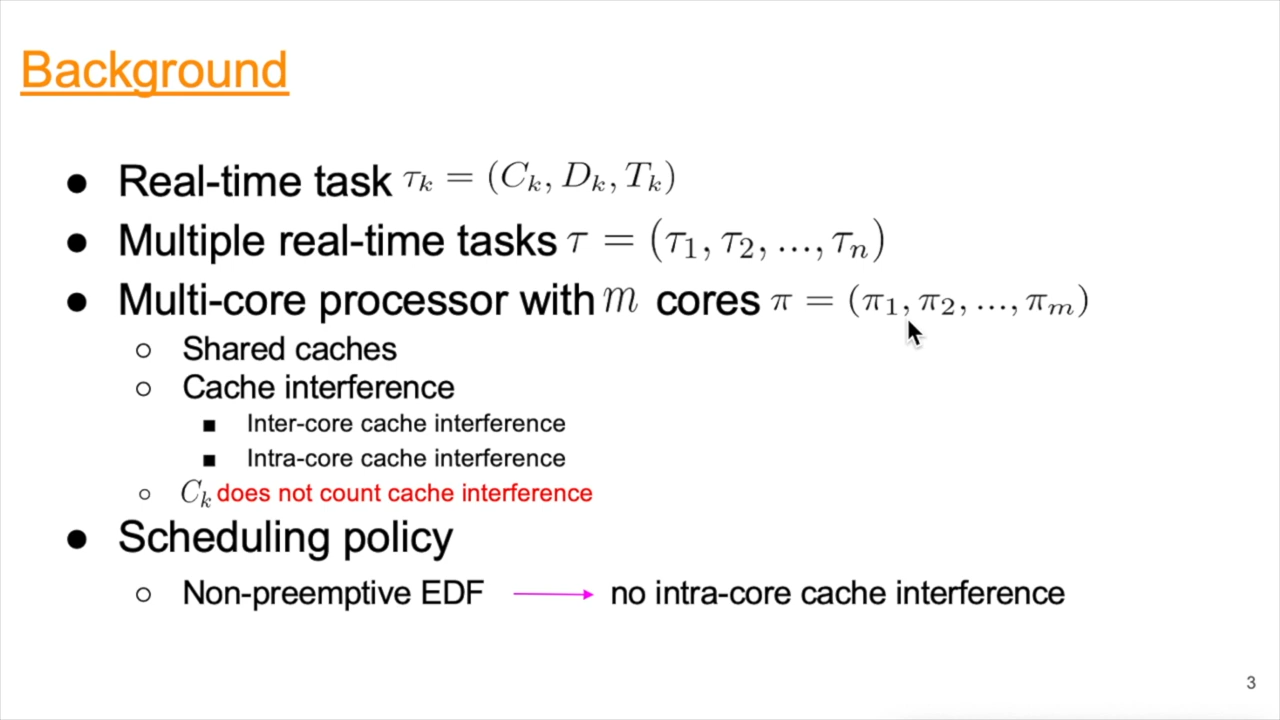 Background
● Real-time task τₖ = (Cₖ, Dₖ, Tₖ)
● Multiple real-time tasks τ = (τ₁, τ₂, ..., τₙ)
● Multi-core processor with m cores π = (π₁, π₂, ..., πₘ)
○ Shared caches
○ Cache interference
■ Inter-core cache interference
■ Intra-core cache interference
○ Cₖ does not count cache interference
● Scheduling policy
○ Non-preemptive EDF → no intra-core cache interference
3